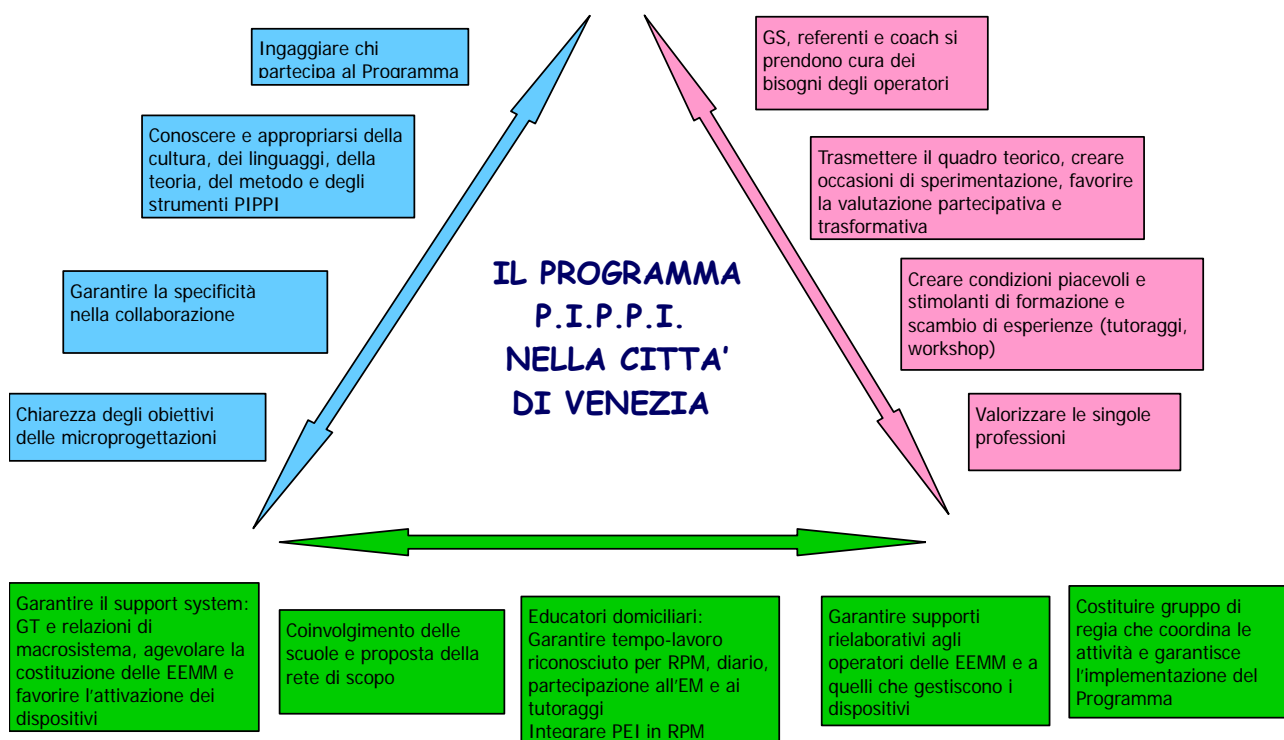 Ingaggiare chi
partecipa al Programma
Conoscere e appropriarsi della
cultura, dei linguaggi, della
teoria, del metodo e degli
strumenti PIPPI
Garantire la specificità
nella collaborazione
Chiarezza degli obiettivi
delle microprogettazioni
GS, referenti e coach si
prendono cura dei
bisogni degli operatori
Trasmettere il quadro teorico, creare
occasioni di sperimentazione, favorire
la valutazione partecipativa e
trasformativa
Creare condizioni piacevoli e
stimolanti di formazione e
scambio di esperienze (tutoraggi,
workshop)
Valorizzare le singole
professioni
IL PROGRAMMA
P.I.P.P.I.
NELLA CITTA'
DI VENEZIA
Garantire il support system:
GT e relazioni di
macrosistema, agevolare la
costituzione delle EEMM e
favorire l'attivazione dei
dispositivi
Coinvolgimento delle
scuole e proposta della
rete di scopo
Educatori domiciliari:
Garantire tempo-lavoro
riconosciuto per RPM, diario,
partecipazione all'EM e ai
tutoraggi
Integrare PEI in RPM
Garantire supporti
rielaborativi agli
operatori delle EEMM e a
quelli che gestiscono i
dispositivi
Costituire gruppo di
regia che coordina le
attività e garantisce
l'implementazione del
Programma